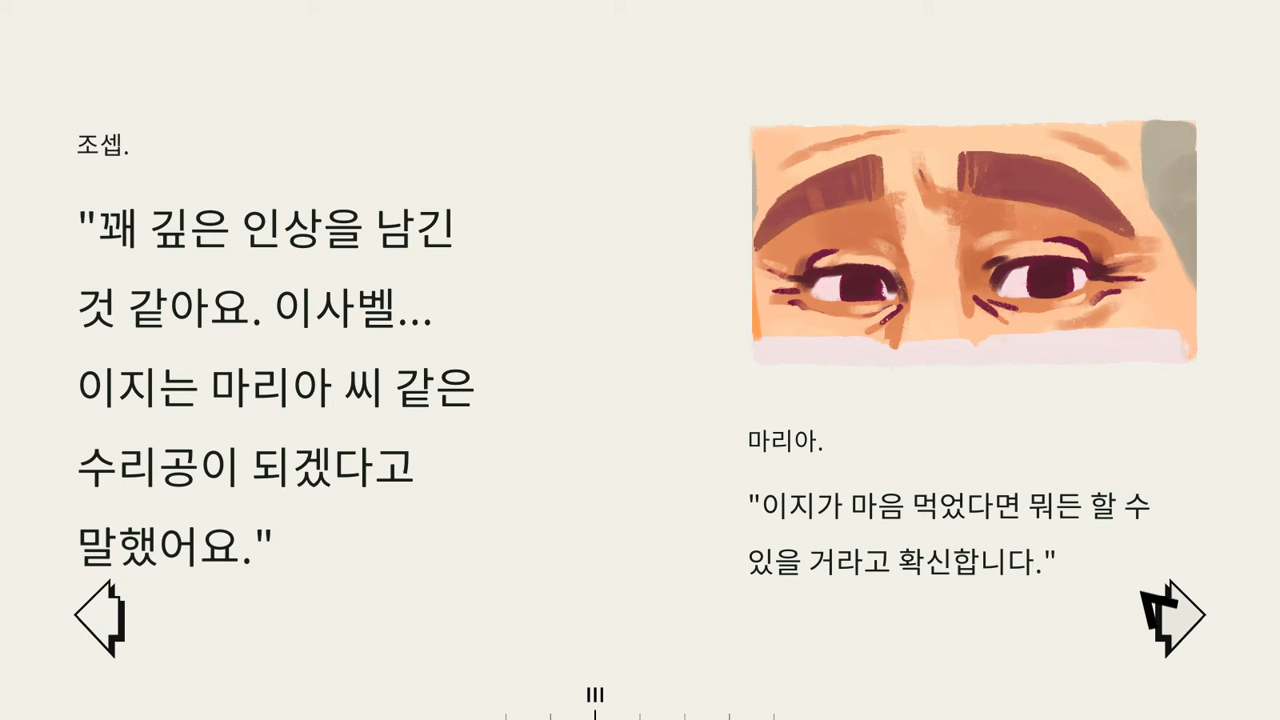 조셉.
"꽤 깊은 인상을 남긴
것 같아요. 이사벨...
이지는 마리아 씨 같은
수리공이 되겠다고
말했어요."
마리아.
"이지가 마음 먹었다면 뭐든 할 수
있을 거라고 확신합니다."
III